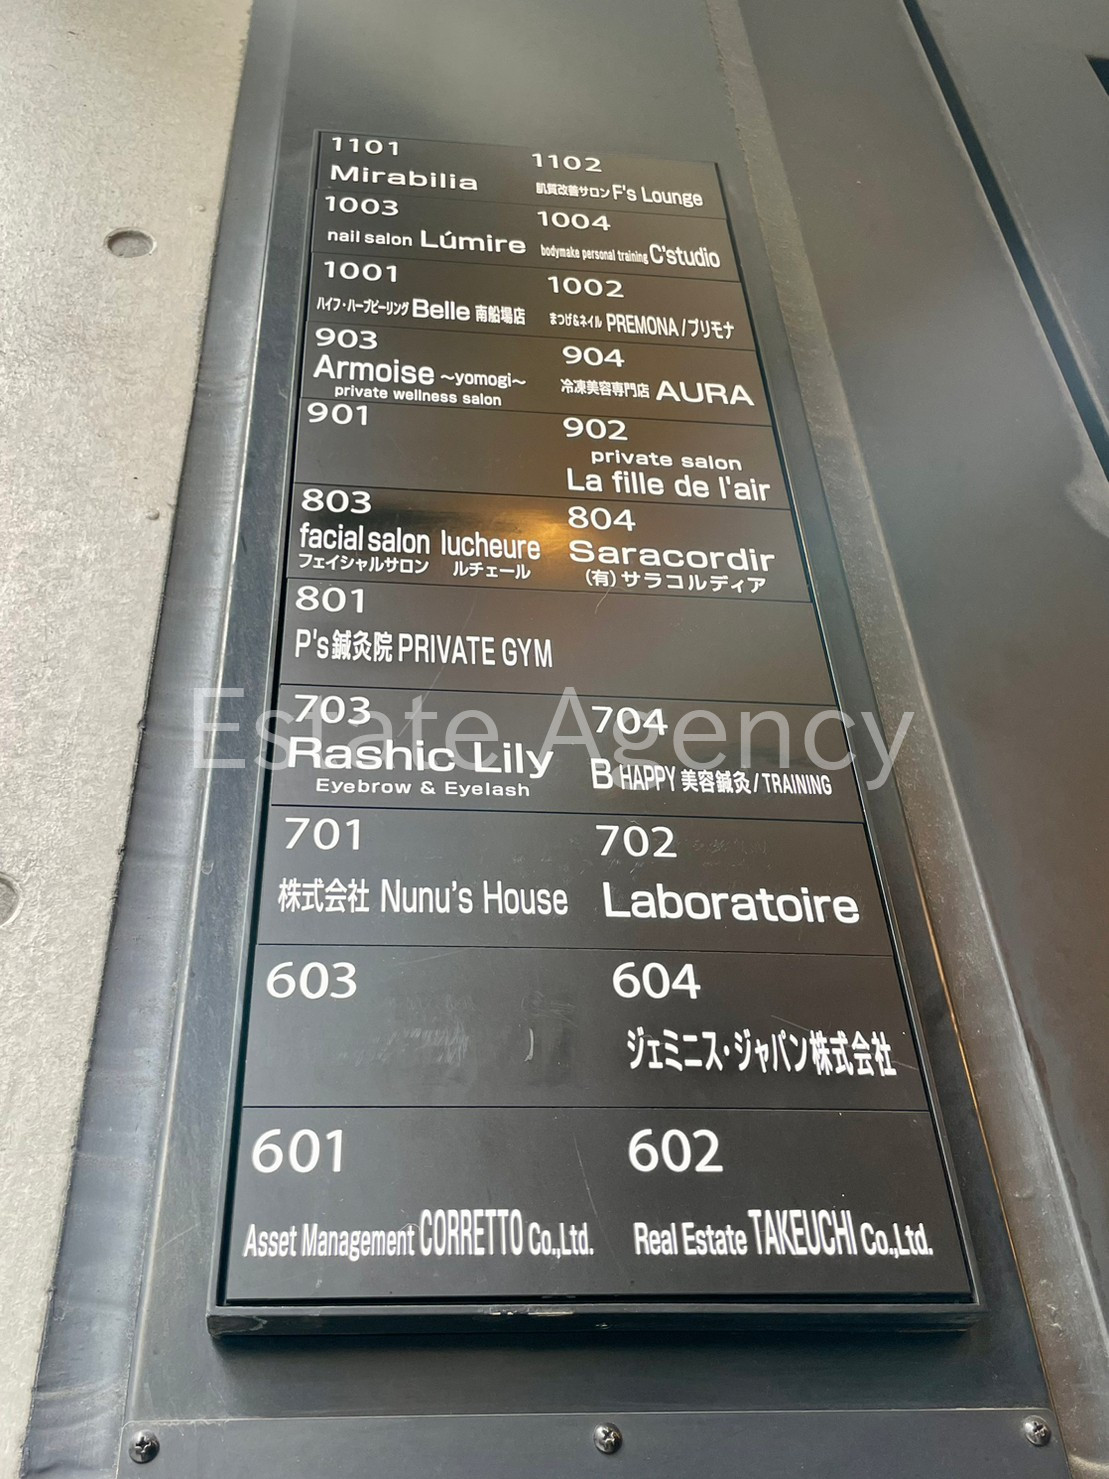 1101
Mirabilia
1102
肌質改善サロン F's Lounge
1003
nail salon Lúmire
1004
bodymake personal training C'studio
1001
ハイフ・ハーブピーリング Belle 南船場店
1002
まつげ&ネイル PREMONA / プリモナ
903
Armoise ~yomogi~
private wellness salon
904
冷凍美容専門店 AURA
901
902
private salon
La fille de l'air
803
facial salon lucheure
フェイシャルサロン ルチェール
804
Saracordir
(有)サラコルディア
801
P's鍼灸院 PRIVATE GYM
703
Rashic Lily
Eyebrow & Eyelash
704
B HAPPY 美容鍼灸 / TRAINING
Estate Agency
701
株式会社 Nunu's House
702
Laboratoire
603
604
ジェミニス・ジャパン株式会社
601
Asset Management CORRETTO Co.,Ltd.
602
Real Estate TAKEUCHI Co.,Ltd.